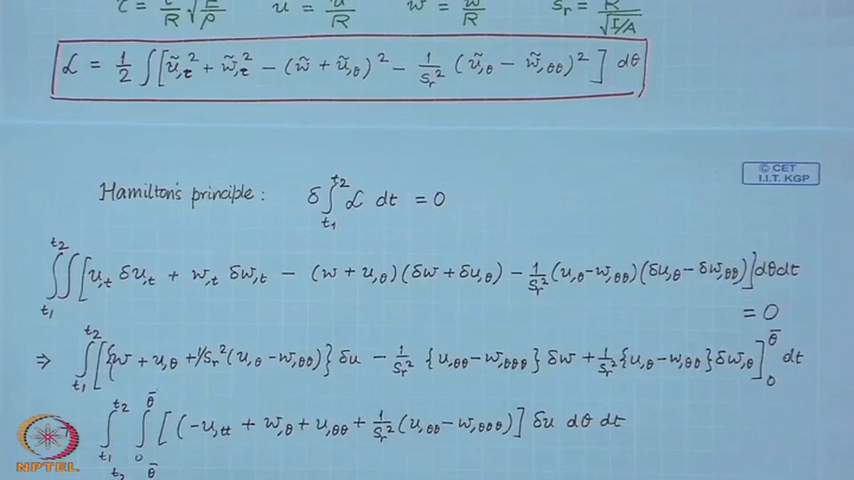 τ = t/R √E/ρ ũ = u/R w̃ = w/R S_r = R/√I/A
ℒ = 1/2 ∫[ũ,τ² + w̃,τ² − (w̃ + ũ,θ)² − 1/S_r² (ũ,θ − w̃,θθ)²] dθ
© CET
I.I.T. KGP
Hamilton's principle : δ∫_{t1}^{t2} ℒ dt = 0
∫_{t1}^{t2}∫[u,t δu,t + w,t δw,t − (w + u,θ)(δw + δu,θ) − 1/S_r² (u,θ − w,θθ)(δu,θ − δw,θθ)] dθdt
= 0
⇒ ∫_{t1}^{t2}[{w + u,θ + 1/S_r² (u,θ − w,θθ)} δu − 1/S_r² {u,θθ − w,θθθ} δw + 1/S_r² {u,θ − w,θθ} δw,θ]_0^θ̄ dt
∫_{t1}^{t2} ∫_0^θ̄ [(−u,tt + w,θ + u,θθ + 1/S_r² (u,θθ − w,θθθ)] δu dθ dt
t2 θ̄
NPTEL